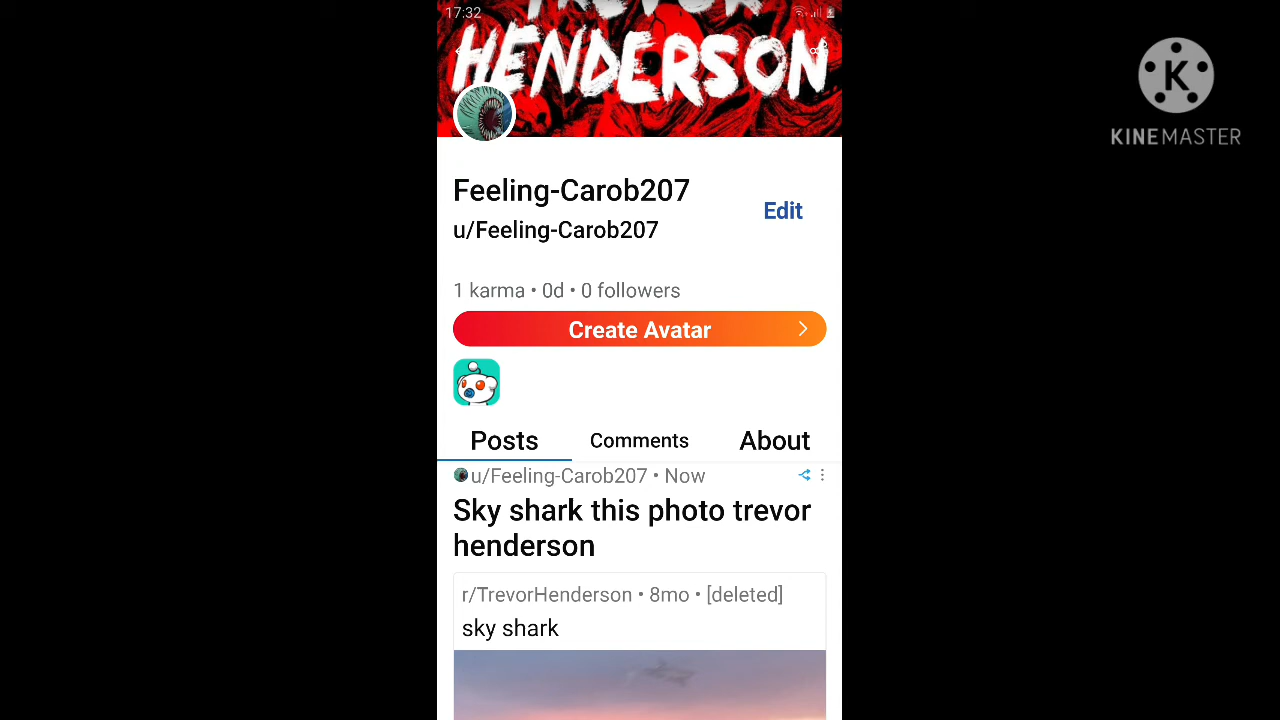 17:32
TREVOR
HENDERSON
K
KINEMASTER
Feeling-Carob207
Edit
u/Feeling-Carob207
1 karma • 0d • 0 followers
Create Avatar
Posts
Comments
About
u/Feeling-Carob207 • Now
Sky shark this photo trevor
henderson
r/TrevorHenderson • 8mo • [deleted]
sky shark